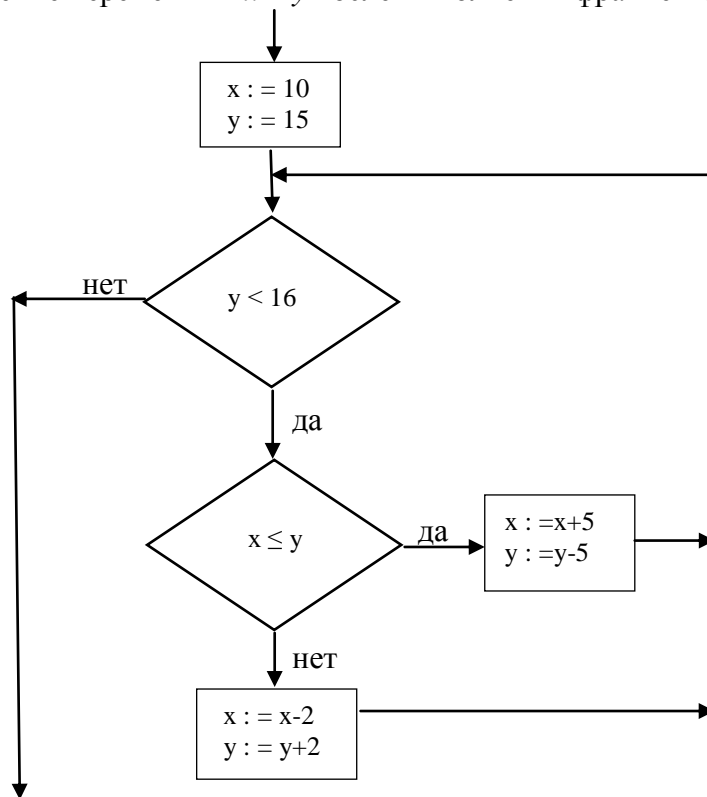 x : = 10
y : = 15
нет
y < 16
да
x ≤ y
да
x : =x+5
y : =y-5
нет
x : = x-2
y : = y+2